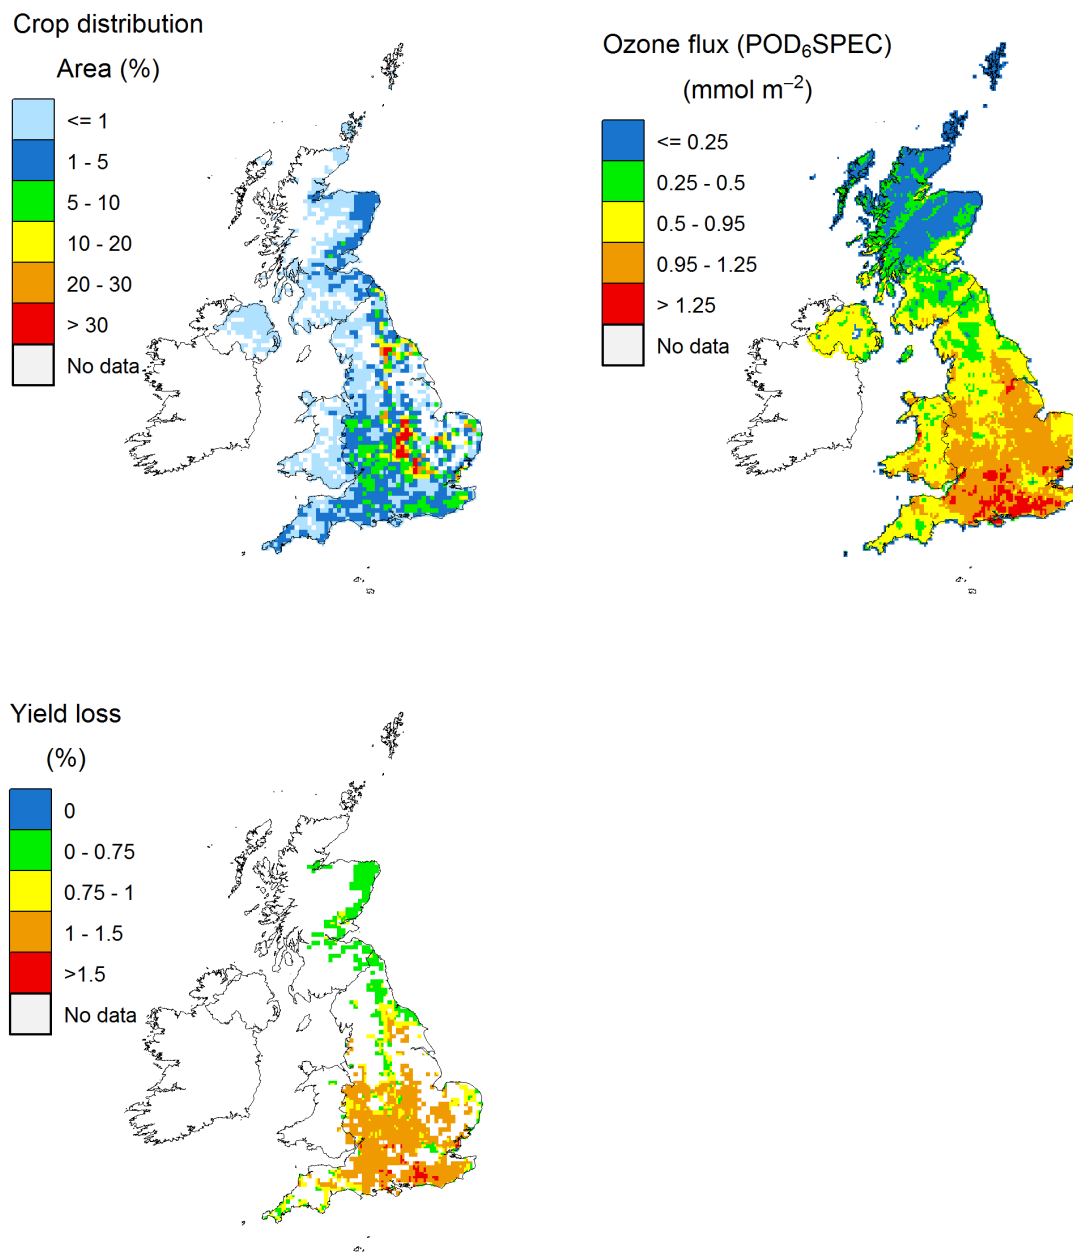 Crop distribution
Area (%)
<= 1
1 - 5
5 - 10
10 - 20
20 - 30
> 30
No data
Ozone flux (POD₆SPEC)
(mmol m⁻²)
<= 0.25
0.25 - 0.5
0.5 - 0.95
0.95 - 1.25
> 1.25
No data
Yield loss
(%)
0
0 - 0.75
0.75 - 1
1 - 1.5
>1.5
No data